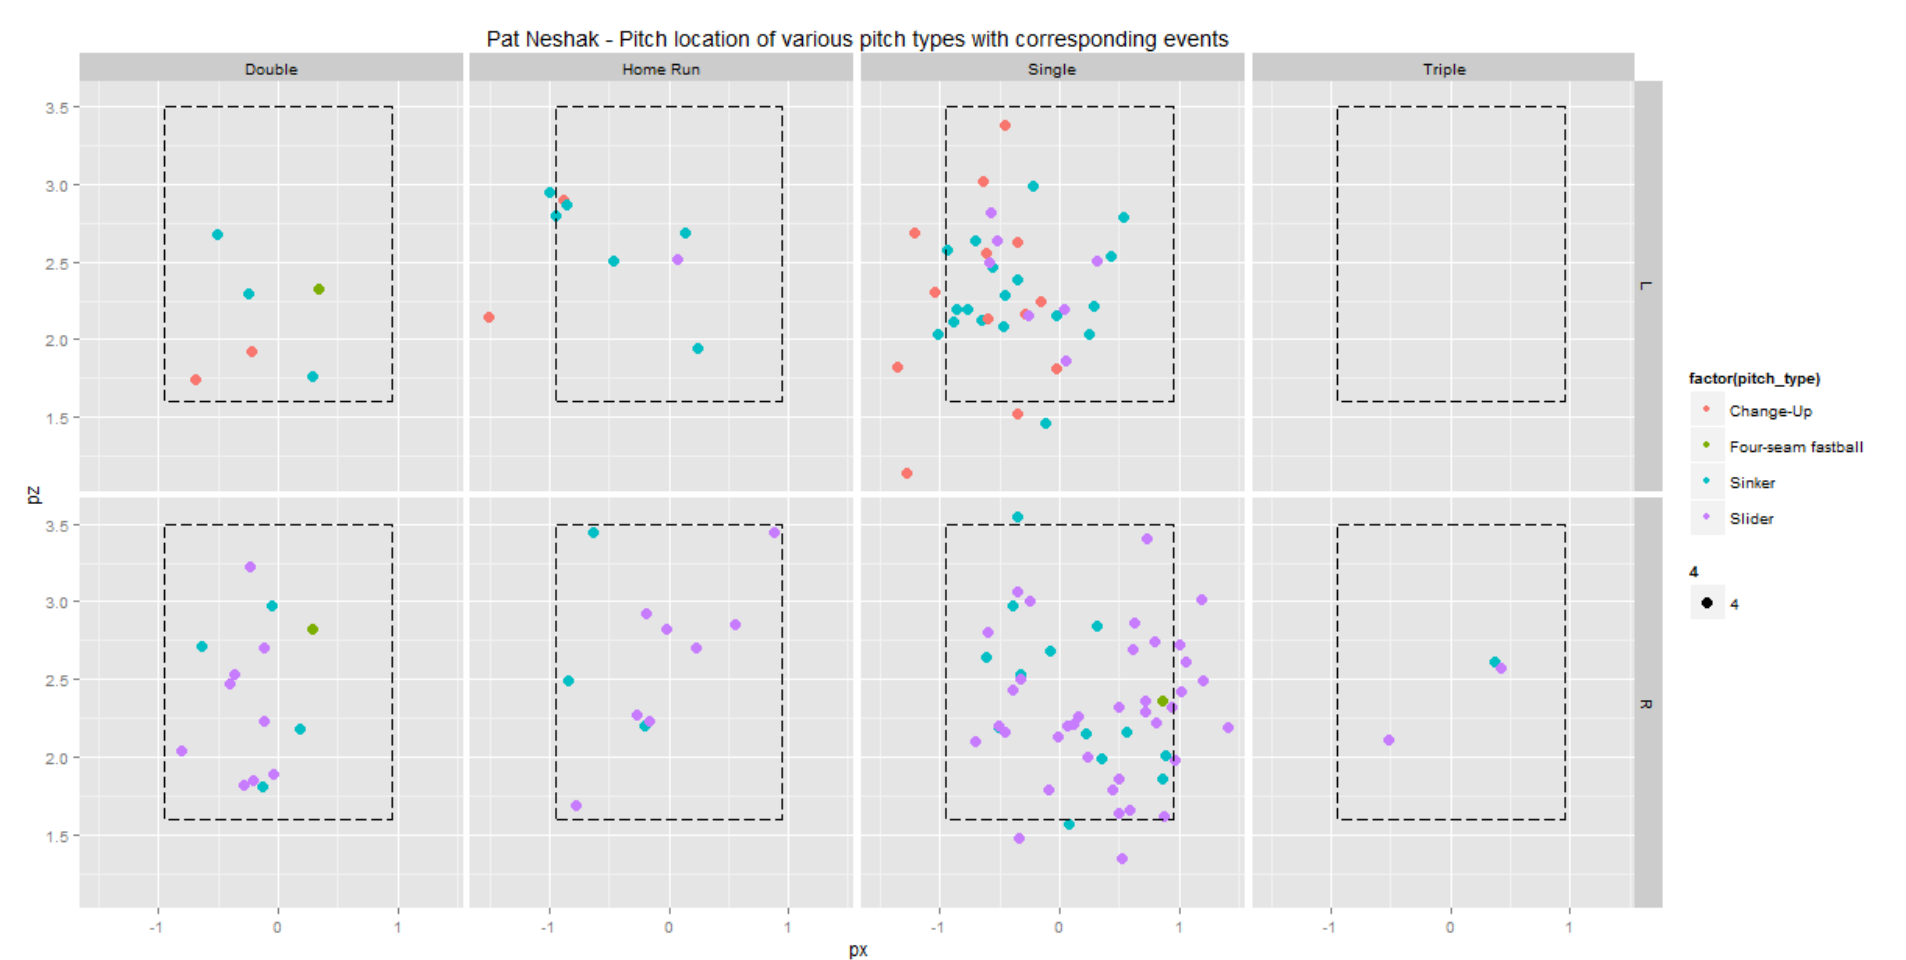 Pat Neshak - Pitch location of various pitch types with corresponding events
Double
Home Run
Single
Triple
3.5
3.0
2.5
2.0
1.5
L
pz
3.5
3.0
2.5
2.0
1.5
R
-1
0
1
-1
0
1
-1
0
1
-1
0
1
px
factor(pitch_type)
Change-Up
Four-seam fastball
Sinker
Slider
4
4